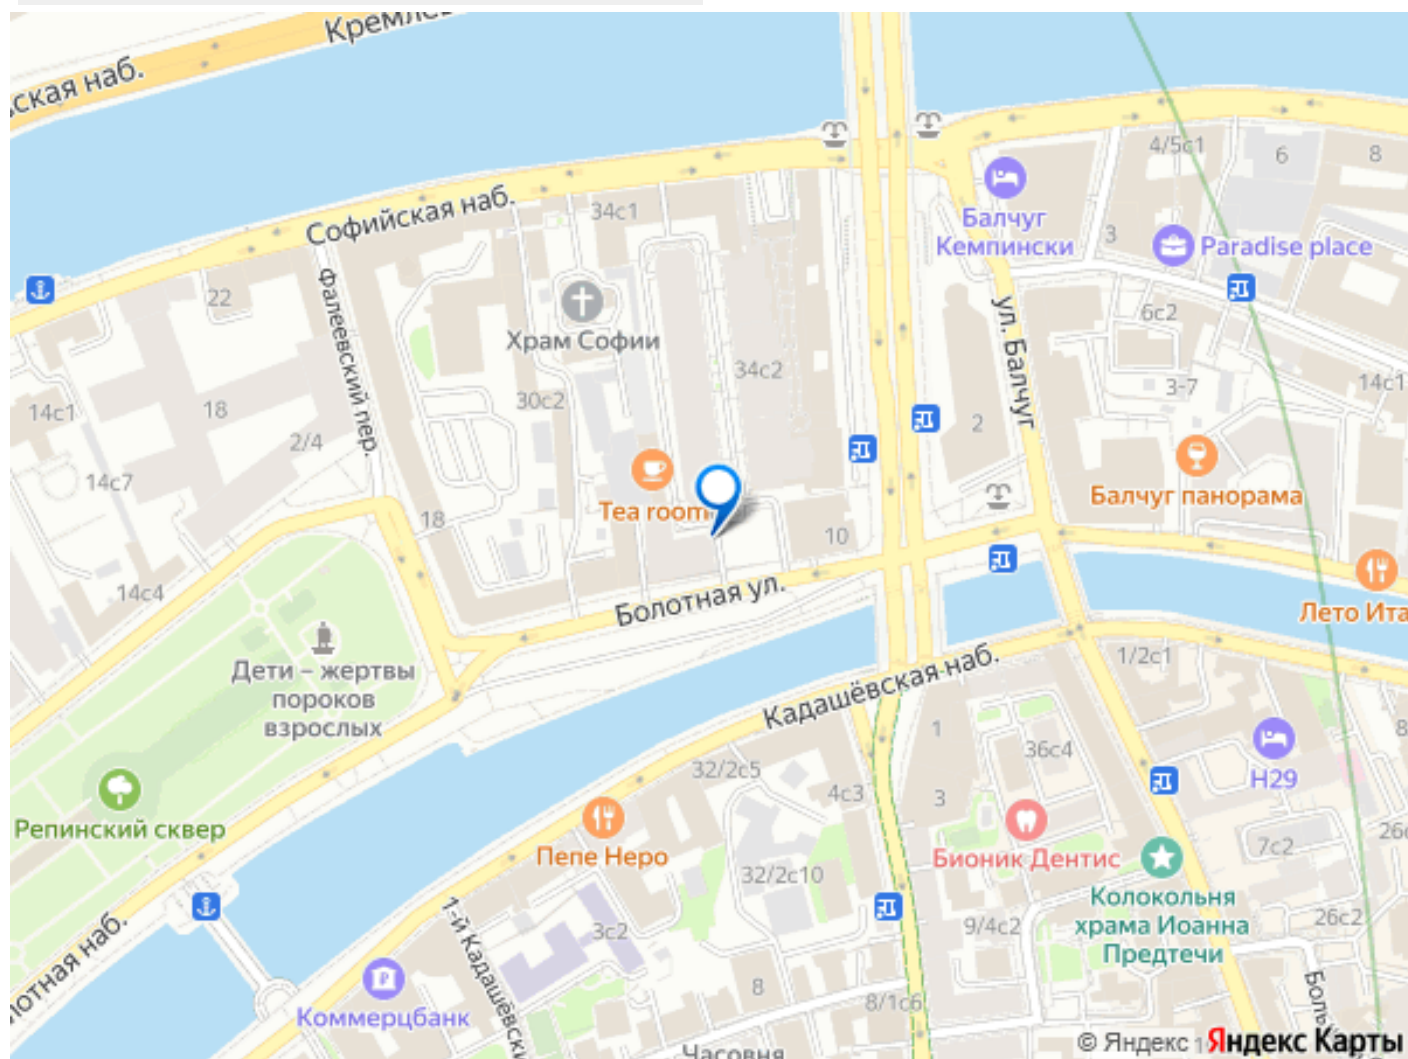 Кремлёв
ская наб.
4/5с1
6
8
Софийская наб.
34с1
Балчуг
Кемпински
3
Paradise place
22
Фалеевский пер.
Храм Софии
ул. Балчуг
6с2
34с2
3-7
14с1
14с1
18
30с2
2/4
2
14с7
Tea room
Балчуг панорама
18
10
14с4
Болотная ул.
Лето Ита
Дети – жертвы
пороков
взрослых
Кадашёвская наб.
1/2с1
1
36с4
32/2с5
4с3
3
Н29
Репинский сквер
Пепе Неро
Бионик Дентис
7с2
26с
32/2с10
Колокольня
храма Иоанна
Предтечи
9/4с2
26с2
3с2
1-й Кадашёвски
лотная наб.
8
8/1с6
Коммерцбанк
Часовня
© Яндекс
Яндекс Карты